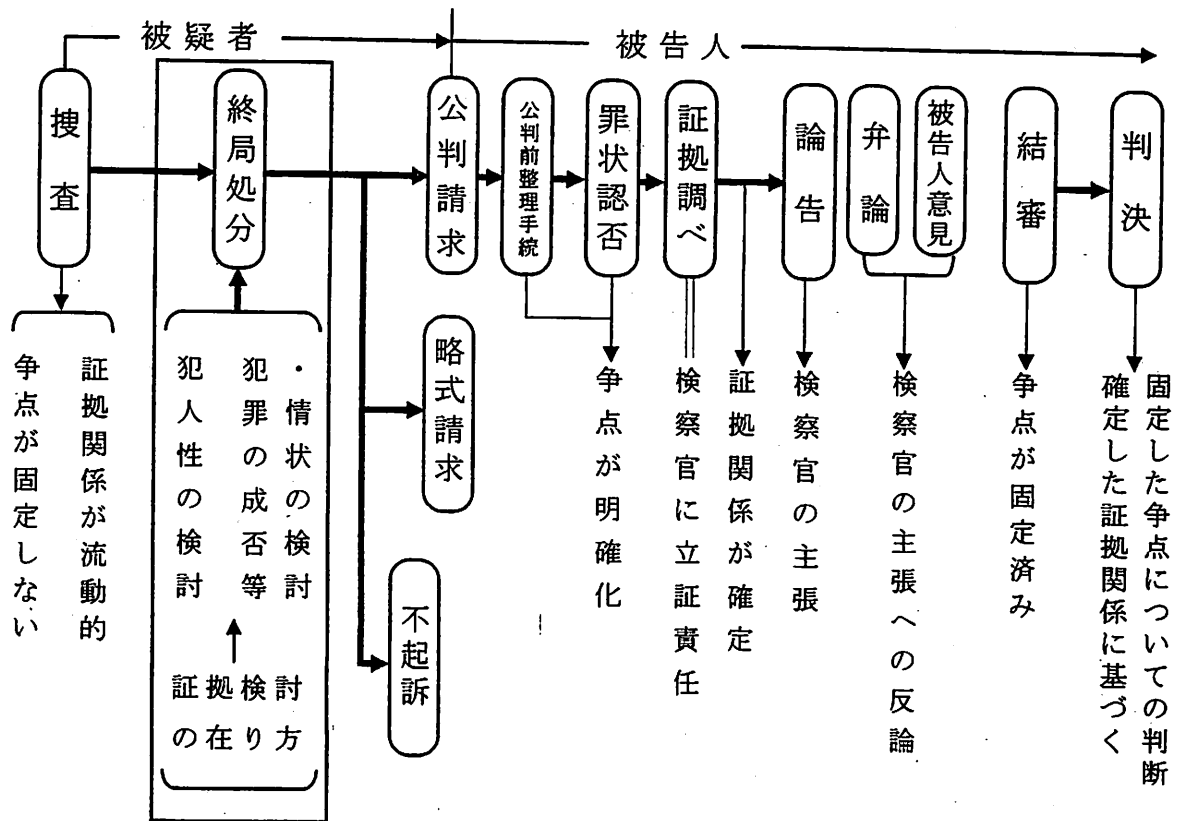 被疑者
被告人
捜査
終局処分
公判請求
公判前整理手続
罪状認否
証拠調べ
論告
弁論
被告人意見
結審
判決
略式請求
不起訴
争点が固定しない
証拠関係が流動的
犯人性の検討
犯罪の成否等
・情状の検討
証拠検討
の在り方
争点が明確化
検察官に立証責任
証拠関係が確定
検察官の主張
検察官の主張への反論
争点が固定済み
確定した証拠関係に基づく
固定した争点についての判断